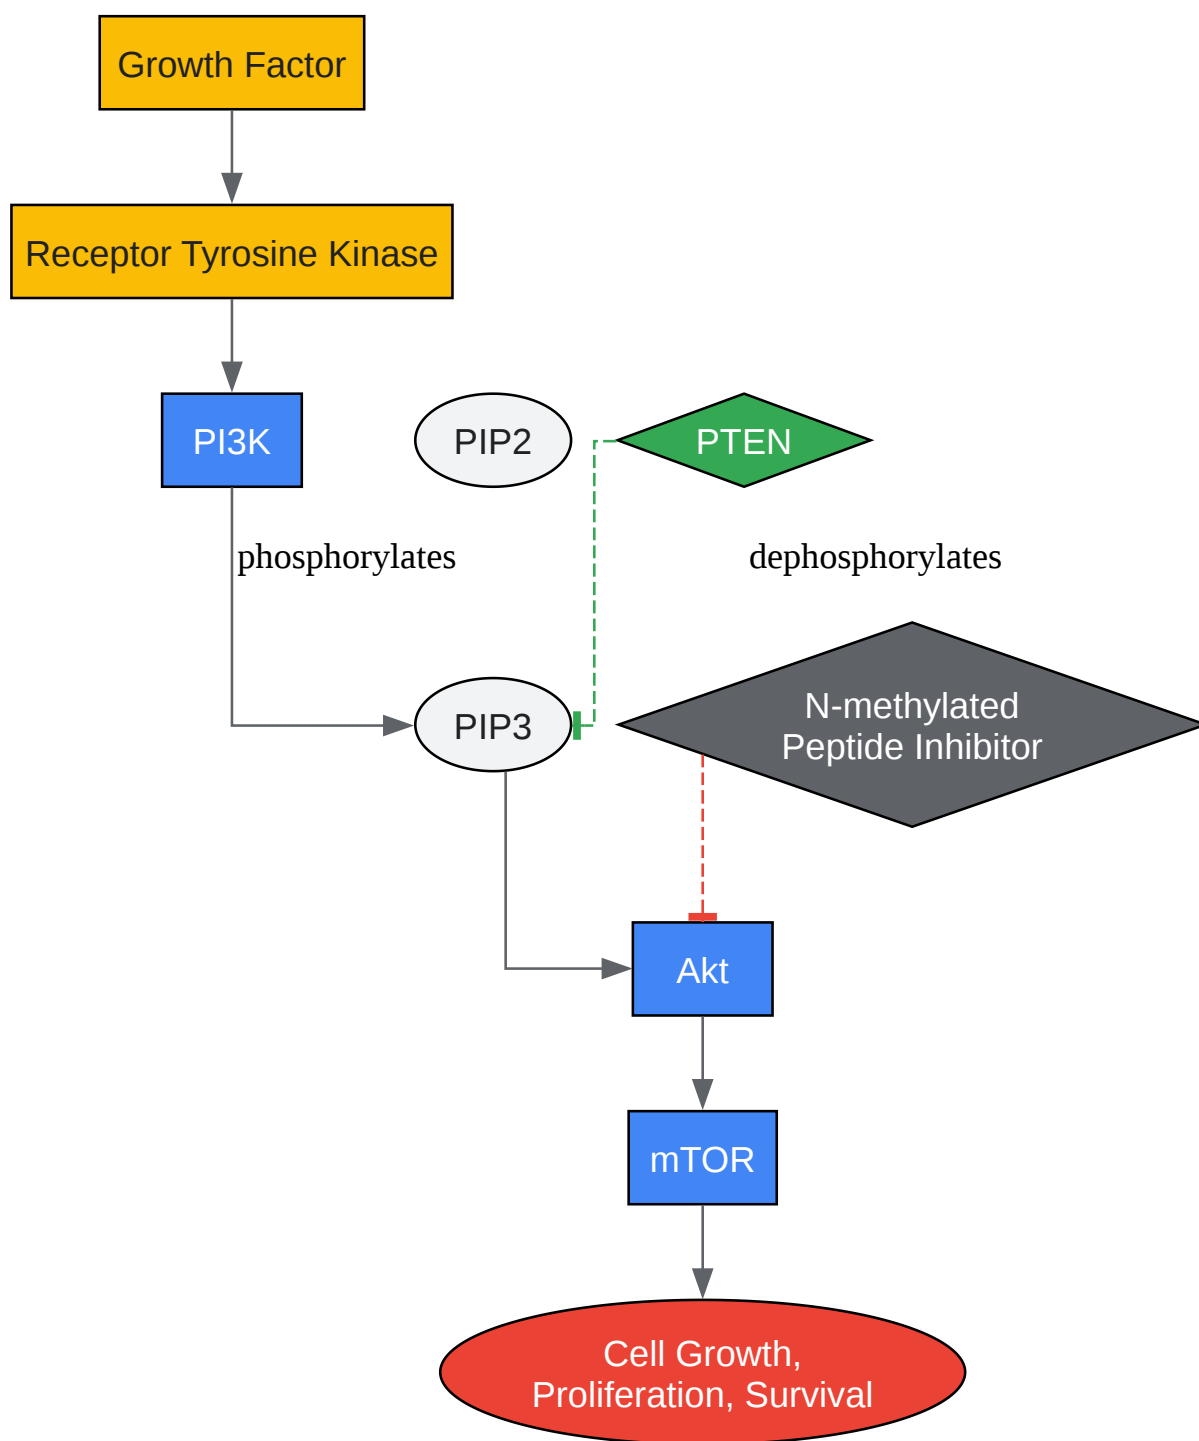 Growth Factor
Receptor Tyrosine Kinase
PI3K
PIP2
PTEN
phosphorylates
dephosphorylates
PIP3
N-methylated
Peptide Inhibitor
Akt
mTOR
Cell Growth,
Proliferation, Survival